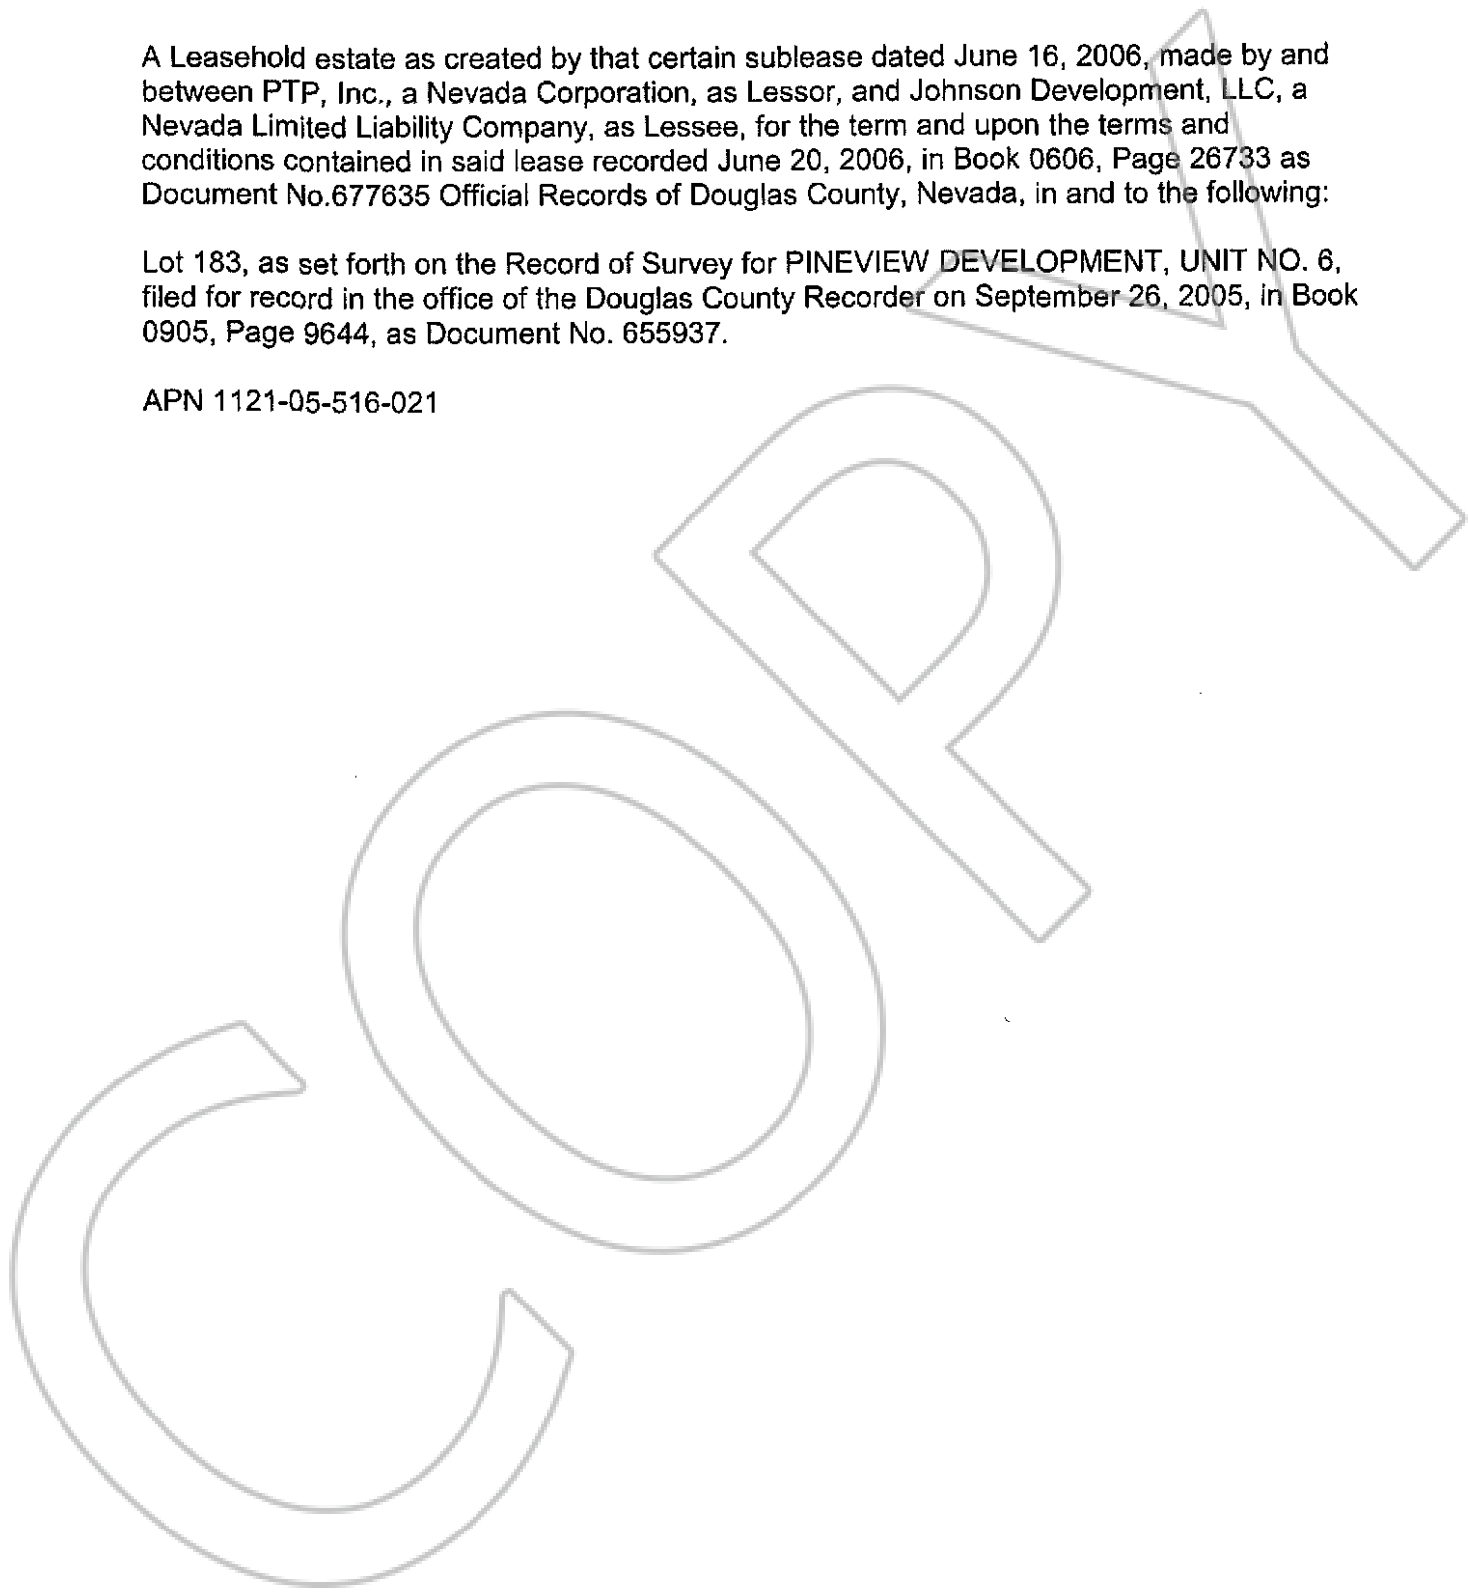 A Leasehold estate as created by that certain sublease dated June 16, 2006, made by and
between PTP, Inc., a Nevada Corporation, as Lessor, and Johnson Development, LLC, a
Nevada Limited Liability Company, as Lessee, for the term and upon the terms and
conditions contained in said lease recorded June 20, 2006, in Book 0606, Page 26733 as
Document No.677635 Official Records of Douglas County, Nevada, in and to the following:
Lot 183, as set forth on the Record of Survey for PINEVIEW DEVELOPMENT, UNIT NO. 6,
filed for record in the office of the Douglas County Recorder on September 26, 2005, in Book
0905, Page 9644, as Document No. 655937.
APN 1121-05-516-021
COPY